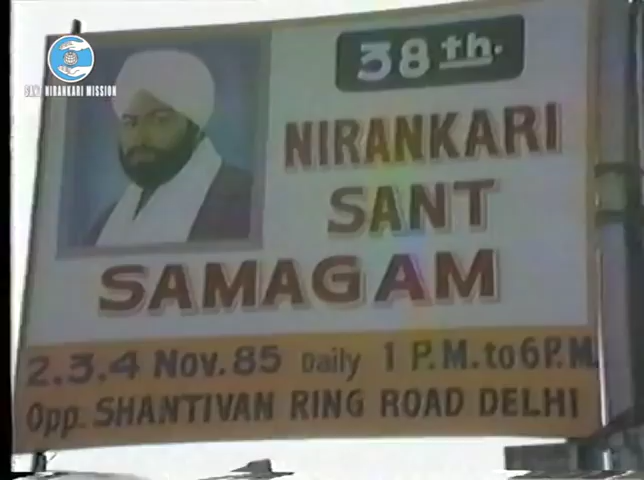 SANT NIRANKARI MISSION
38th.
NIRANKARI
SANT
SAMAGAM
2.3.4 Nov.85 Daily 1 P.M. to 6 P.M.
Opp. SHANTIVAN RING ROAD DELHI